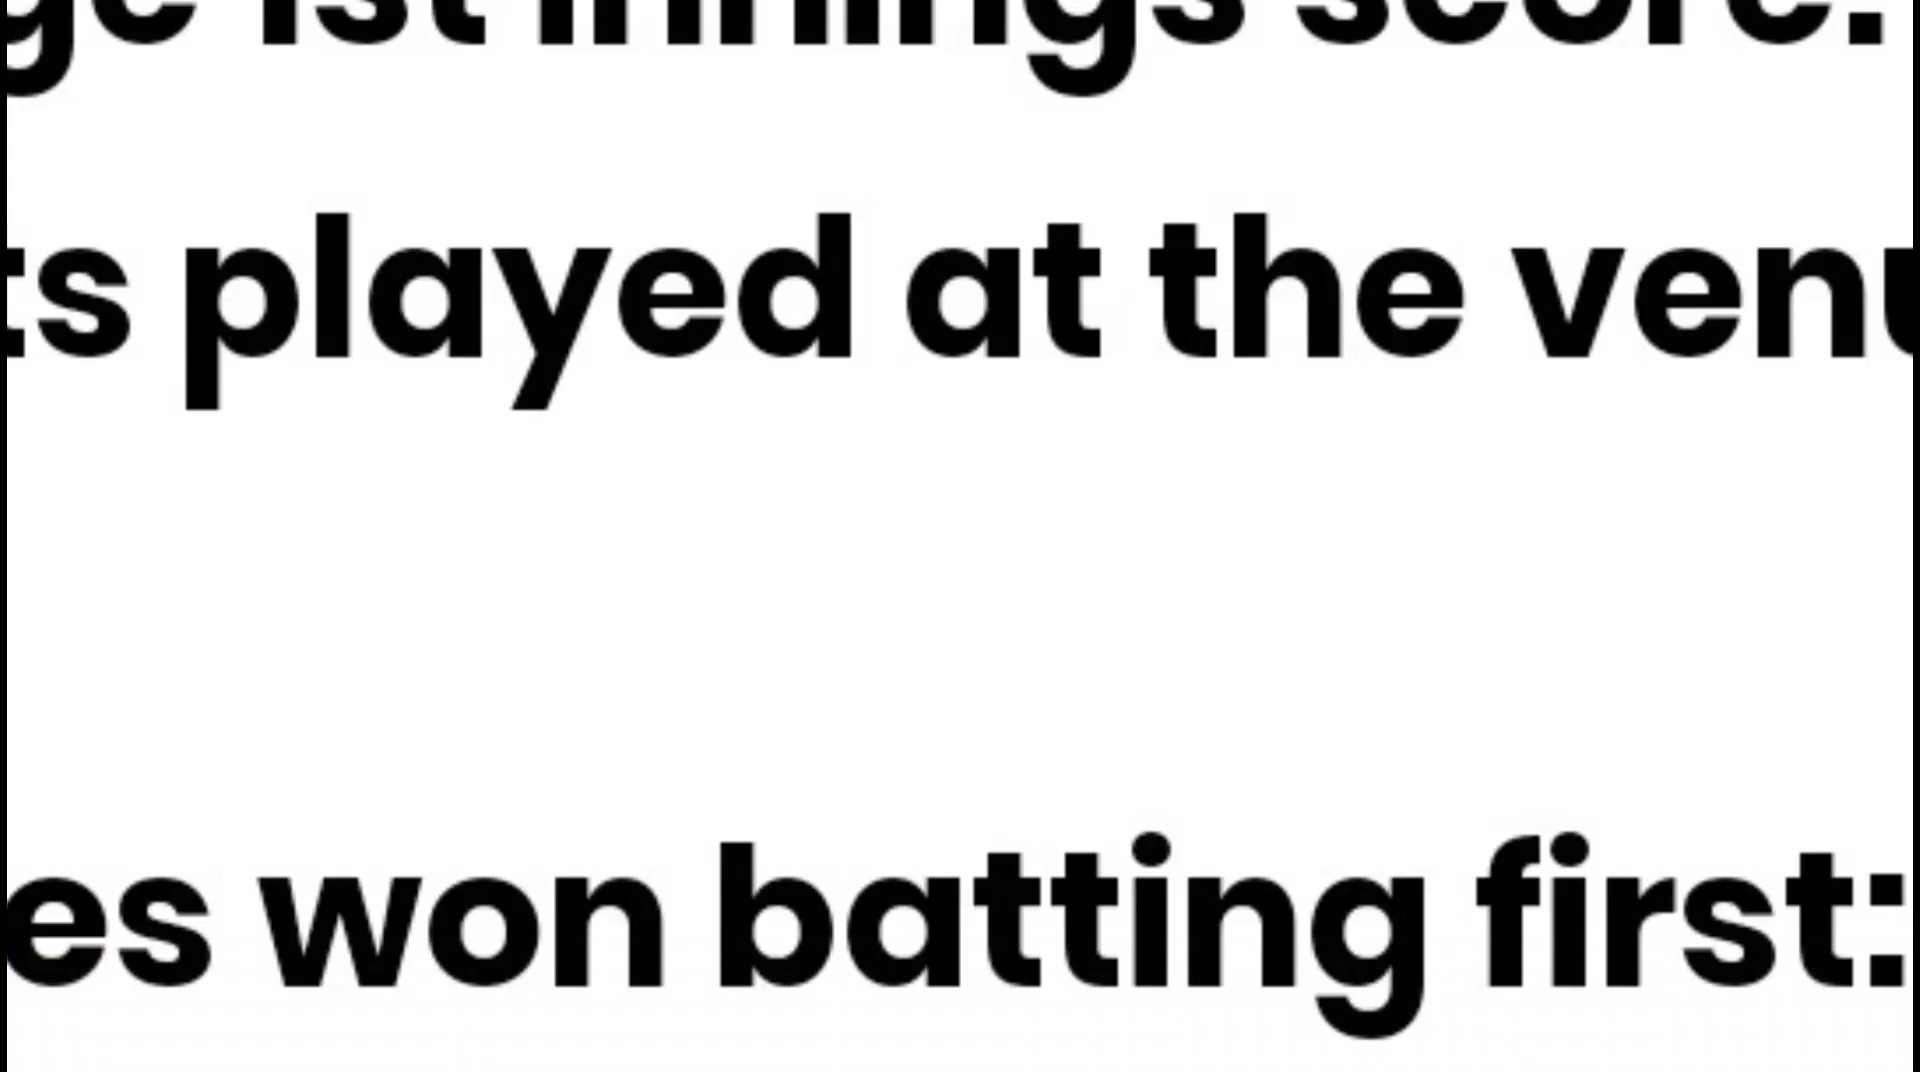 ge 1st innings score:
ts played at the venu
es won batting first: